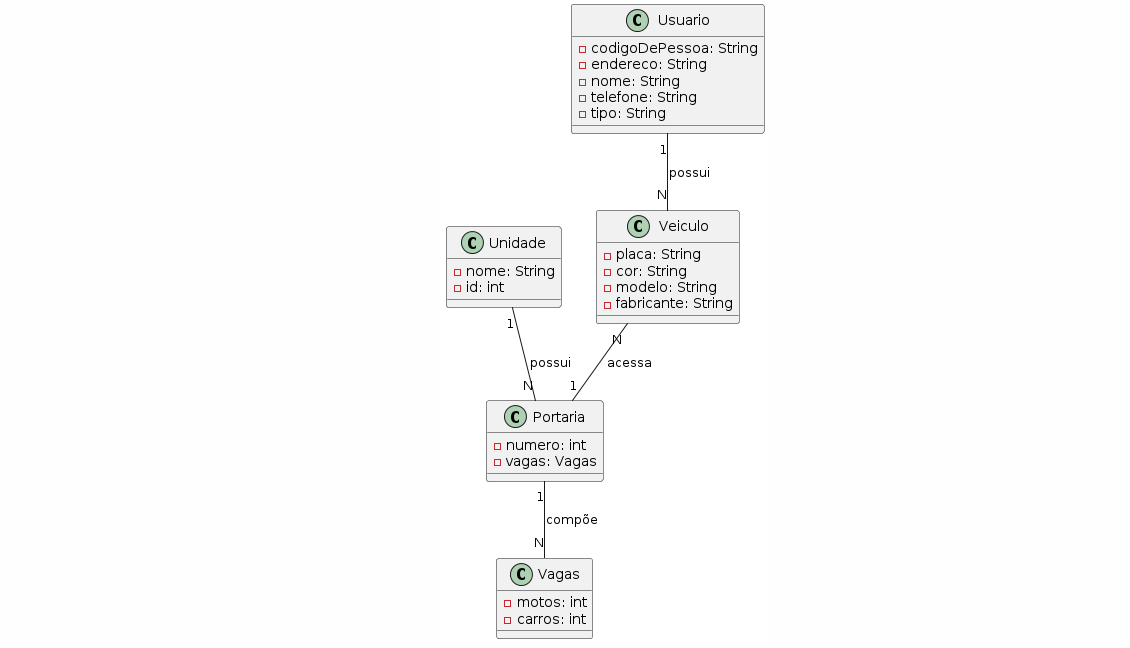 C Usuario
codigoDePessoa: String
endereco: String
nome: String
telefone: String
tipo: String
1
possui
N
C Veiculo
placa: String
cor: String
modelo: String
fabricante: String
C Unidade
nome: String
id: int
1
possui
N
N
acessa
1
C Portaria
numero: int
vagas: Vagas
1
compõe
N
C Vagas
motos: int
carros: int